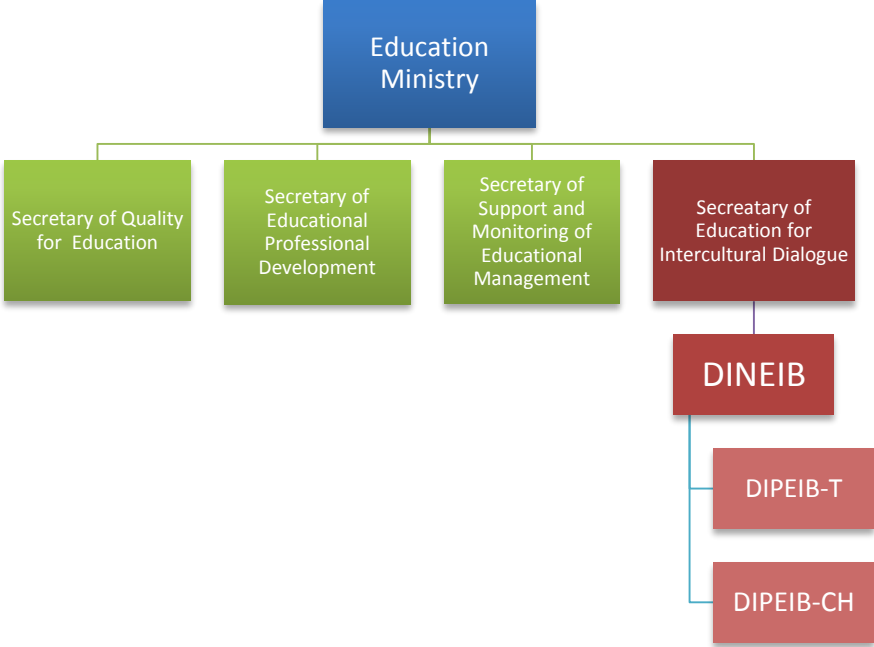 Education
Ministry
Secretary of Quality
for Education
Secretary of
Educational
Professional
Development
Secretary of
Support and
Monitoring of
Educational
Management
Secreatary of
Education for
Intercultural Dialogue
DINEIB
DIPEIB-T
DIPEIB-CH